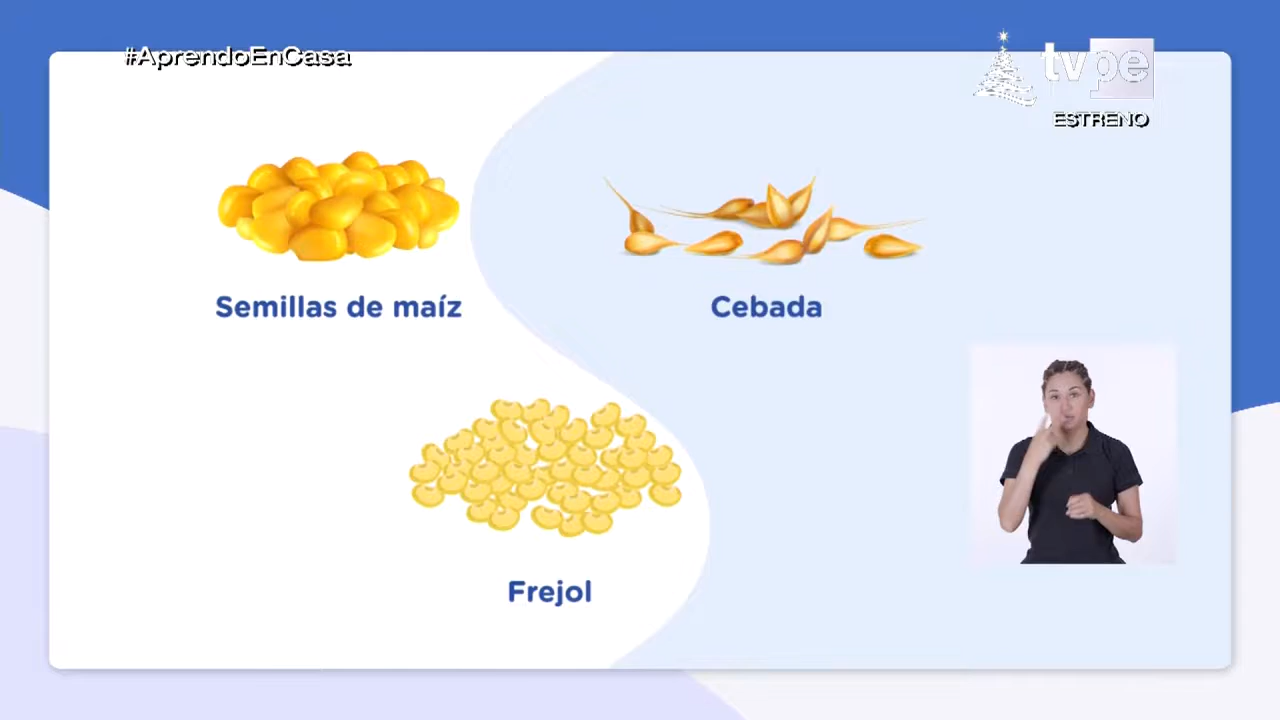 #AprendoEnCasa
tvpe
ESTRENO
Semillas de maíz
Cebada
Frejol